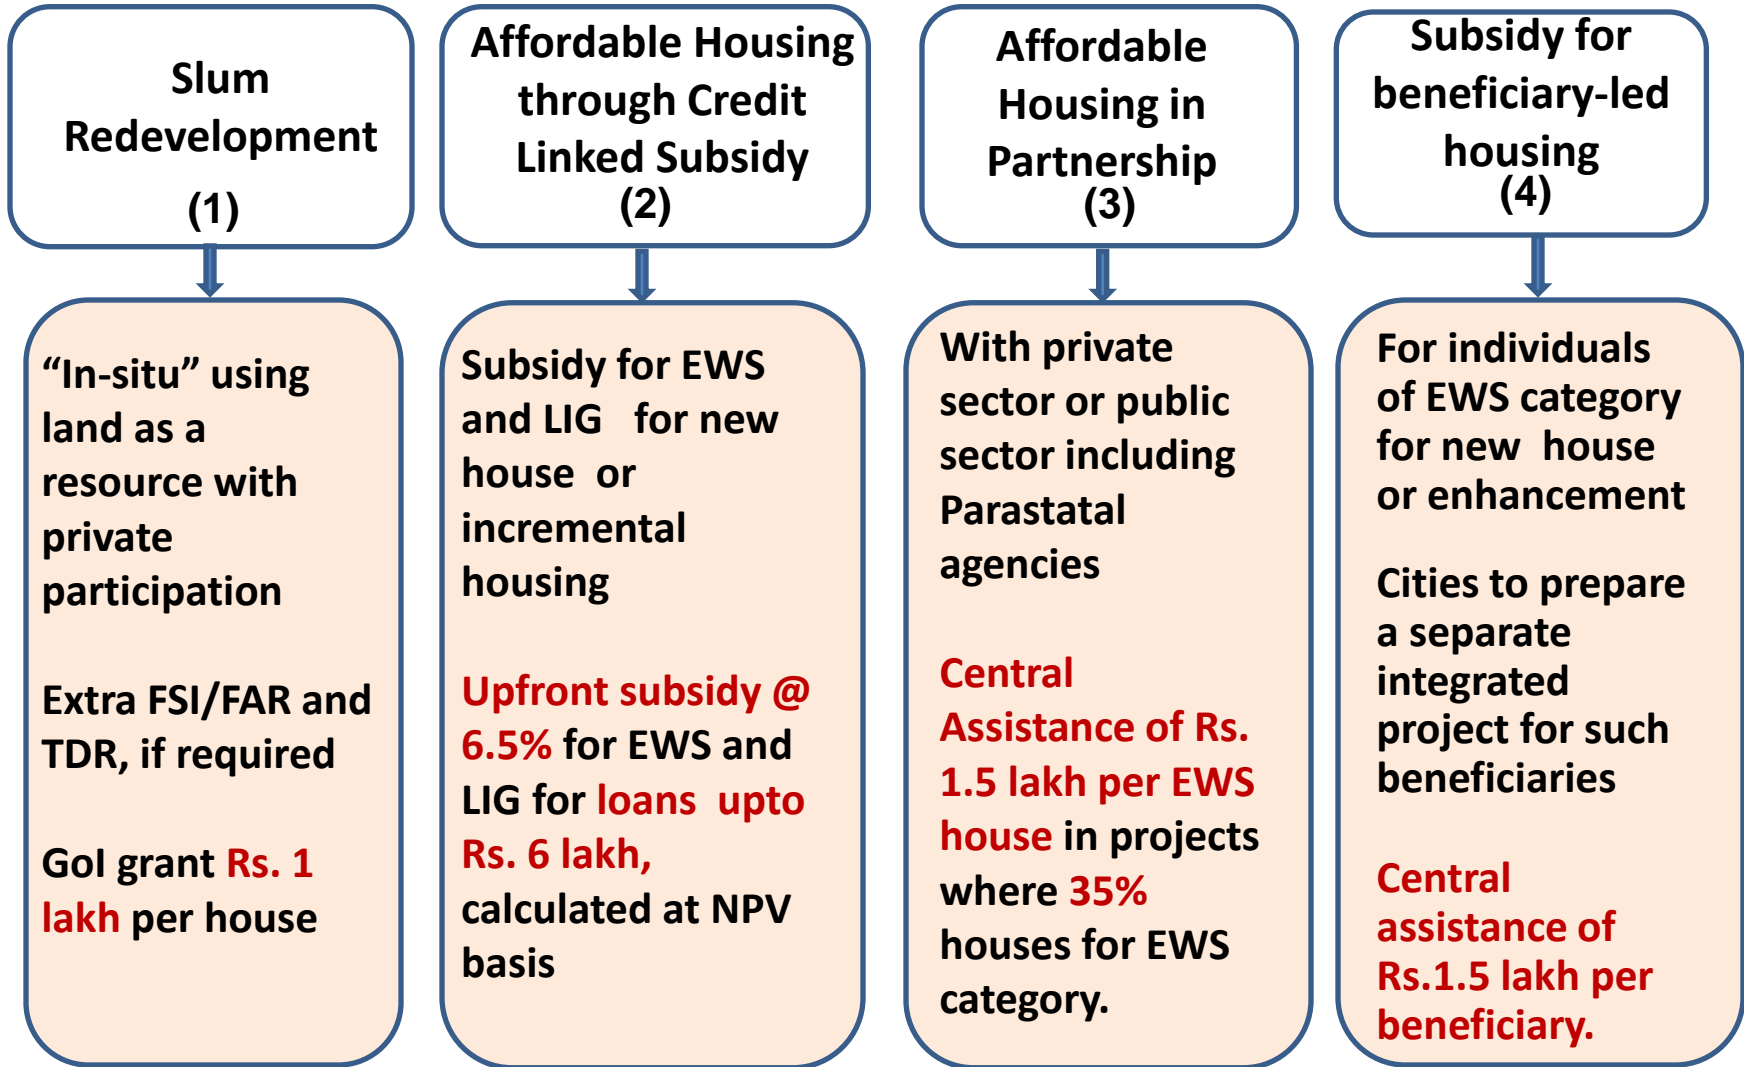 Slum
Redevelopment
(1)
“In-situ” using
land as a
resource with
private
participation
Extra FSI/FAR and
TDR, if required
GoI grant Rs. 1
lakh per house
Affordable Housing
through Credit
Linked Subsidy
(2)
Subsidy for EWS
and LIG for new
house or
incremental
housing
Upfront subsidy @
6.5% for EWS and
LIG for loans upto
Rs. 6 lakh,
calculated at NPV
basis
Affordable
Housing in
Partnership
(3)
With private
sector or public
sector including
Parastatal
agencies
Central
Assistance of Rs.
1.5 lakh per EWS
house in projects
where 35%
houses for EWS
category.
Subsidy for
beneficiary-led
housing
(4)
For individuals
of EWS category
for new house
or enhancement
Cities to prepare
a separate
integrated
project for such
beneficiaries
Central
assistance of
Rs.1.5 lakh per
beneficiary.